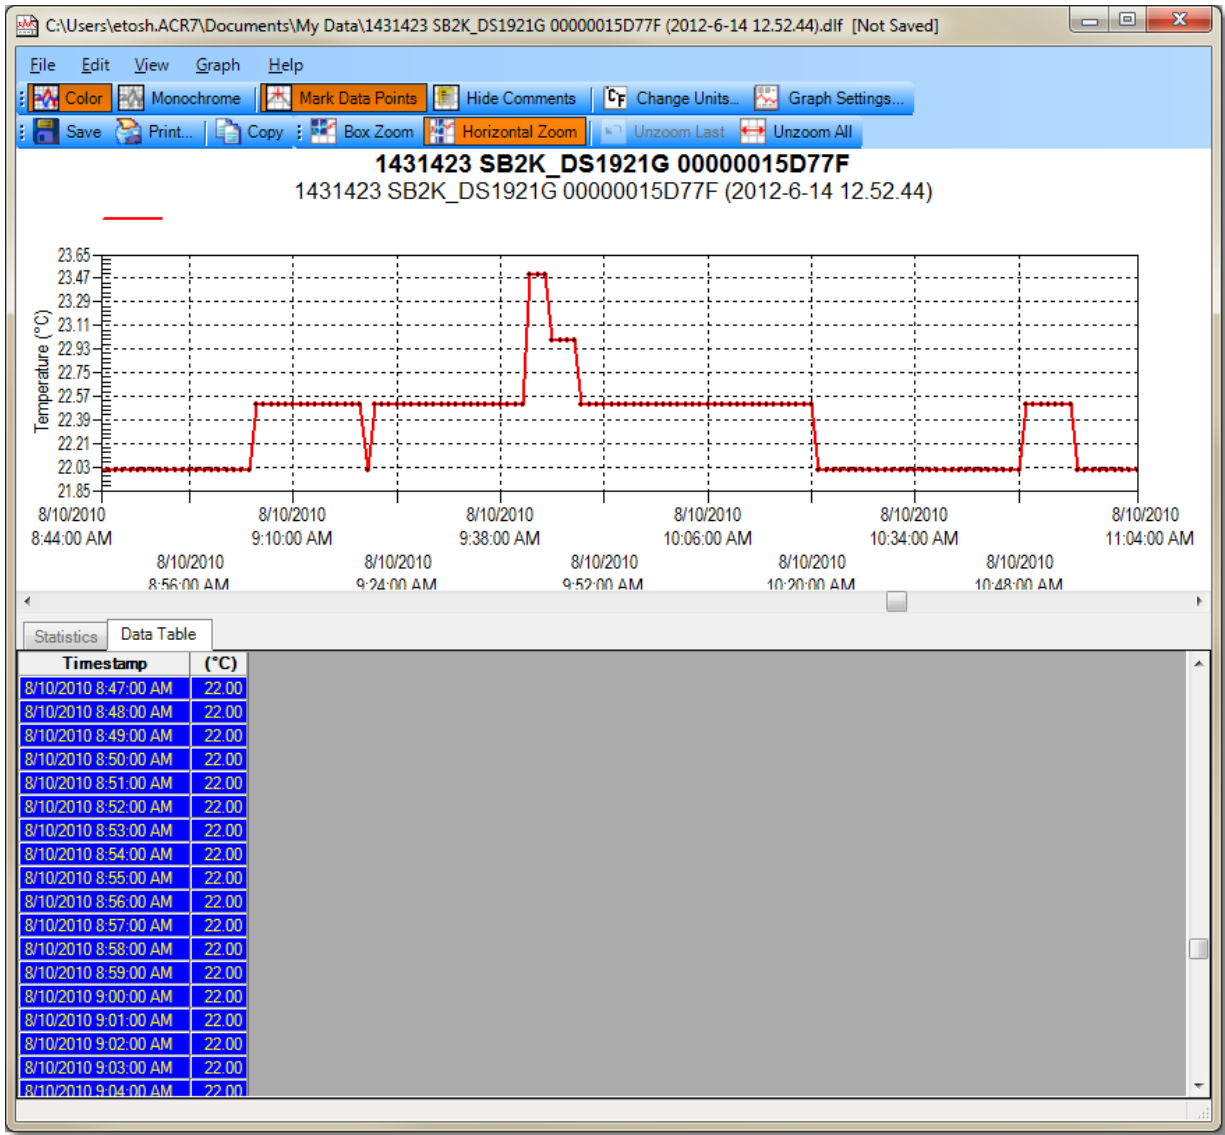 C:\Users\etosh.ACR7\Documents\My Data\1431423 SB2K_DS1921G 00000015D77F (2012-6-14 12.52.44).dlf  [Not Saved]
File Edit View Graph Help
Color Monochrome Mark Data Points Hide Comments CF Change Units... Graph Settings...
Save Print... Copy Box Zoom Horizontal Zoom Unzoom Last Unzoom All
1431423 SB2K_DS1921G 00000015D77F
1431423 SB2K_DS1921G 00000015D77F (2012-6-14 12.52.44)
Temperature (°C)
23.65
23.47
23.29
23.11
22.93
22.75
22.57
22.39
22.21
22.03
21.85
8/10/2010 8/10/2010 8/10/2010 8/10/2010 8/10/2010 8/10/2010
8:44:00 AM 9:10:00 AM 9:38:00 AM 10:06:00 AM 10:34:00 AM 11:04:00 AM
8/10/2010 8/10/2010 8/10/2010 8/10/2010 8/10/2010
8:56:00 AM 9:24:00 AM 9:52:00 AM 10:20:00 AM 10:48:00 AM
Statistics Data Table
Timestamp (°C)
8/10/2010 8:47:00 AM 22.00
8/10/2010 8:48:00 AM 22.00
8/10/2010 8:49:00 AM 22.00
8/10/2010 8:50:00 AM 22.00
8/10/2010 8:51:00 AM 22.00
8/10/2010 8:52:00 AM 22.00
8/10/2010 8:53:00 AM 22.00
8/10/2010 8:54:00 AM 22.00
8/10/2010 8:55:00 AM 22.00
8/10/2010 8:56:00 AM 22.00
8/10/2010 8:57:00 AM 22.00
8/10/2010 8:58:00 AM 22.00
8/10/2010 8:59:00 AM 22.00
8/10/2010 9:00:00 AM 22.00
8/10/2010 9:01:00 AM 22.00
8/10/2010 9:02:00 AM 22.00
8/10/2010 9:03:00 AM 22.00
8/10/2010 9:04:00 AM 22.00